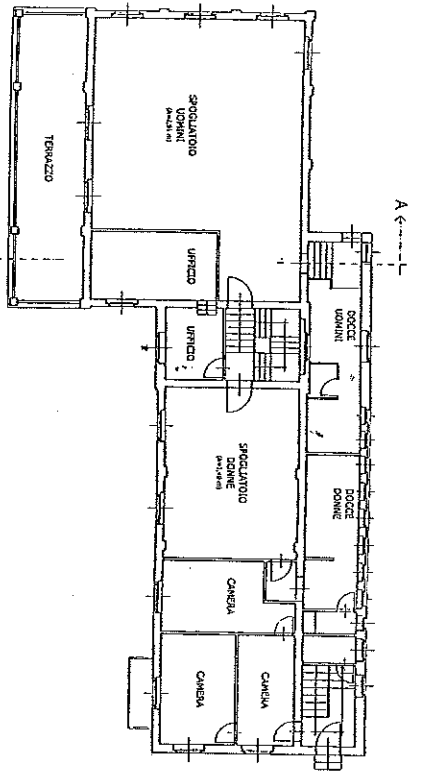 A
SPOGLIATOIO
UOMINI
TERRAZZO
UFFICIO
UFFICIO
DOCCE
UOMINI
DOCCE
DONNE
SPOGLIATOIO
DONNE
CAMERA
CAMERA
CAMERA